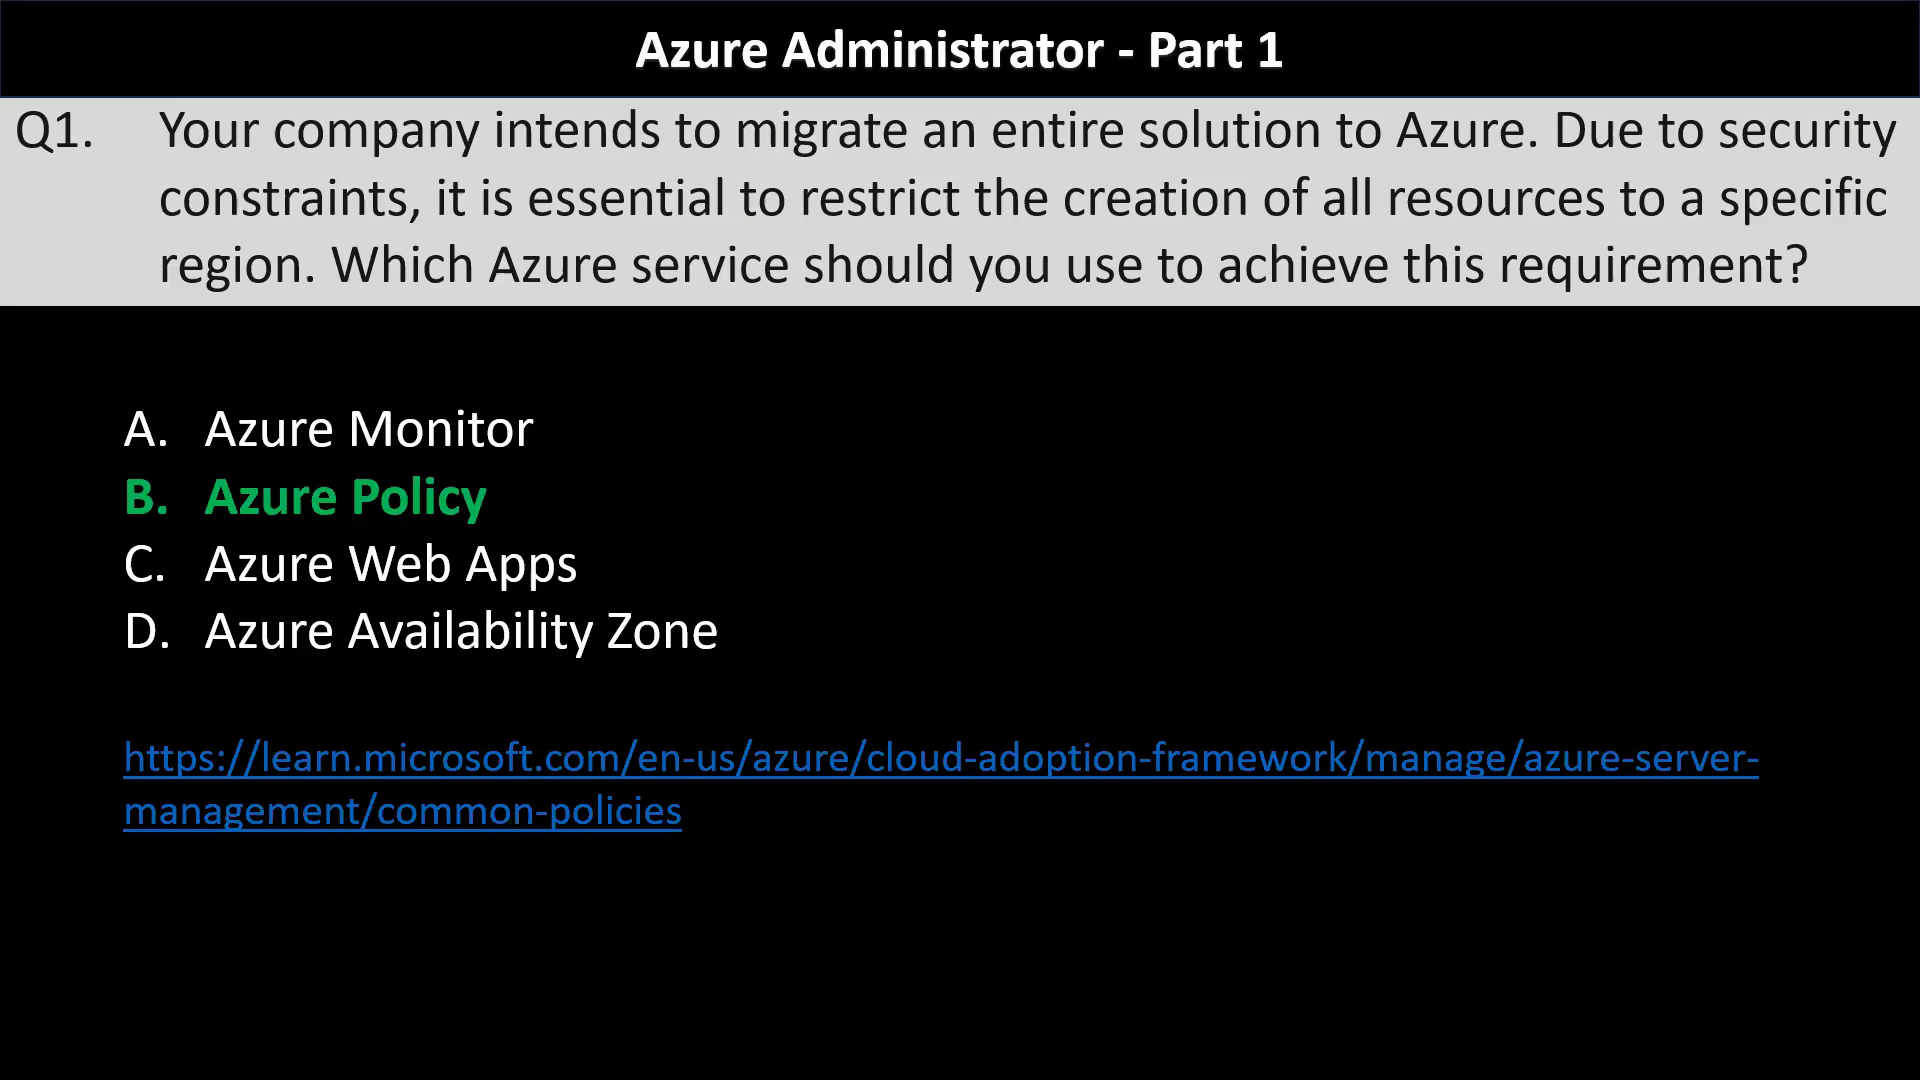 Azure Administrator - Part 1
Q1. Your company intends to migrate an entire solution to Azure. Due to security
constraints, it is essential to restrict the creation of all resources to a specific
region. Which Azure service should you use to achieve this requirement?
A. Azure Monitor
B. Azure Policy
C. Azure Web Apps
D. Azure Availability Zone
https://learn.microsoft.com/en-us/azure/cloud-adoption-framework/manage/azure-server-
management/common-policies